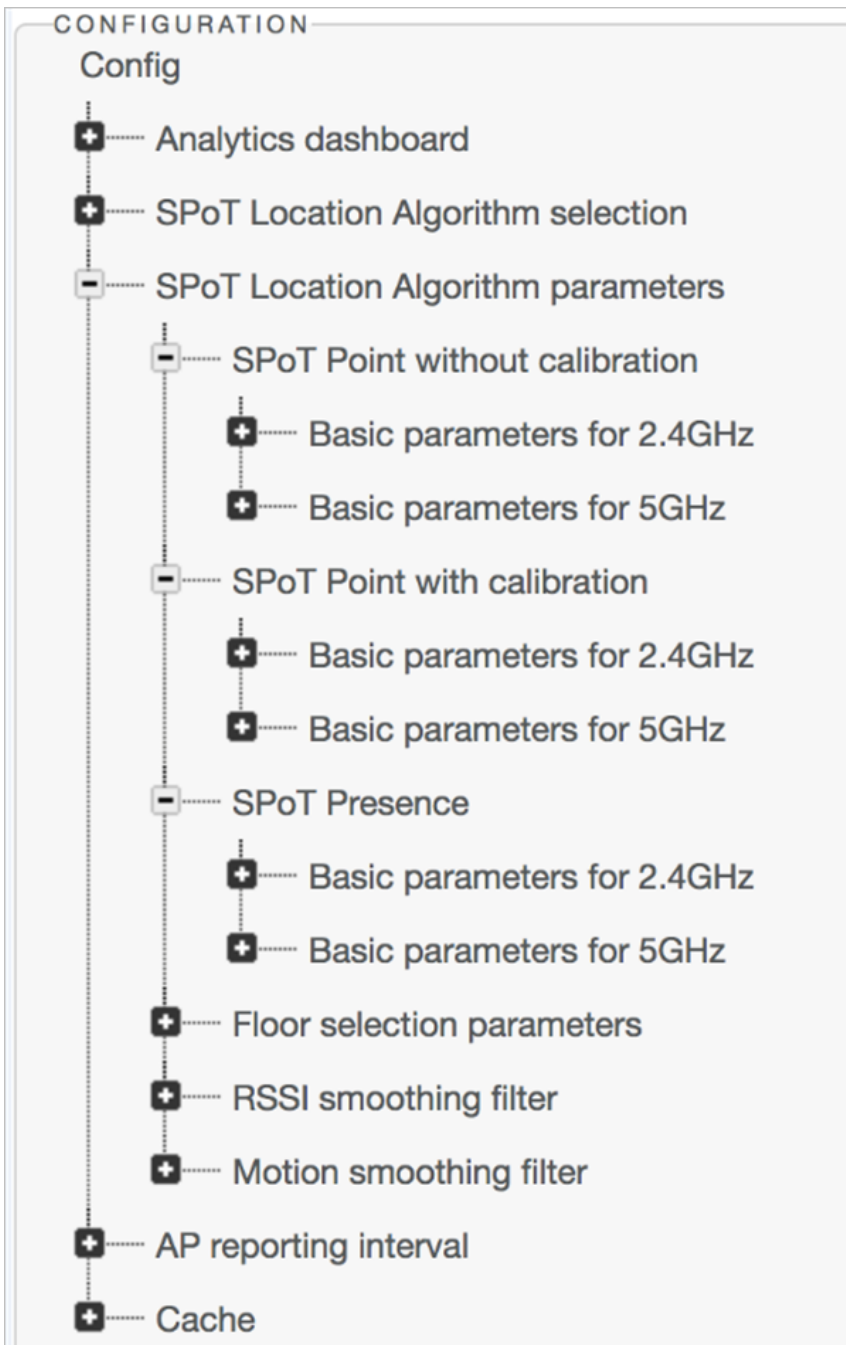 CONFIGURATION
Config
Analytics dashboard
SPoT Location Algorithm selection
SPoT Location Algorithm parameters
SPoT Point without calibration
Basic parameters for 2.4GHz
Basic parameters for 5GHz
SPoT Point with calibration
Basic parameters for 2.4GHz
Basic parameters for 5GHz
SPoT Presence
Basic parameters for 2.4GHz
Basic parameters for 5GHz
Floor selection parameters
RSSI smoothing filter
Motion smoothing filter
AP reporting interval
Cache